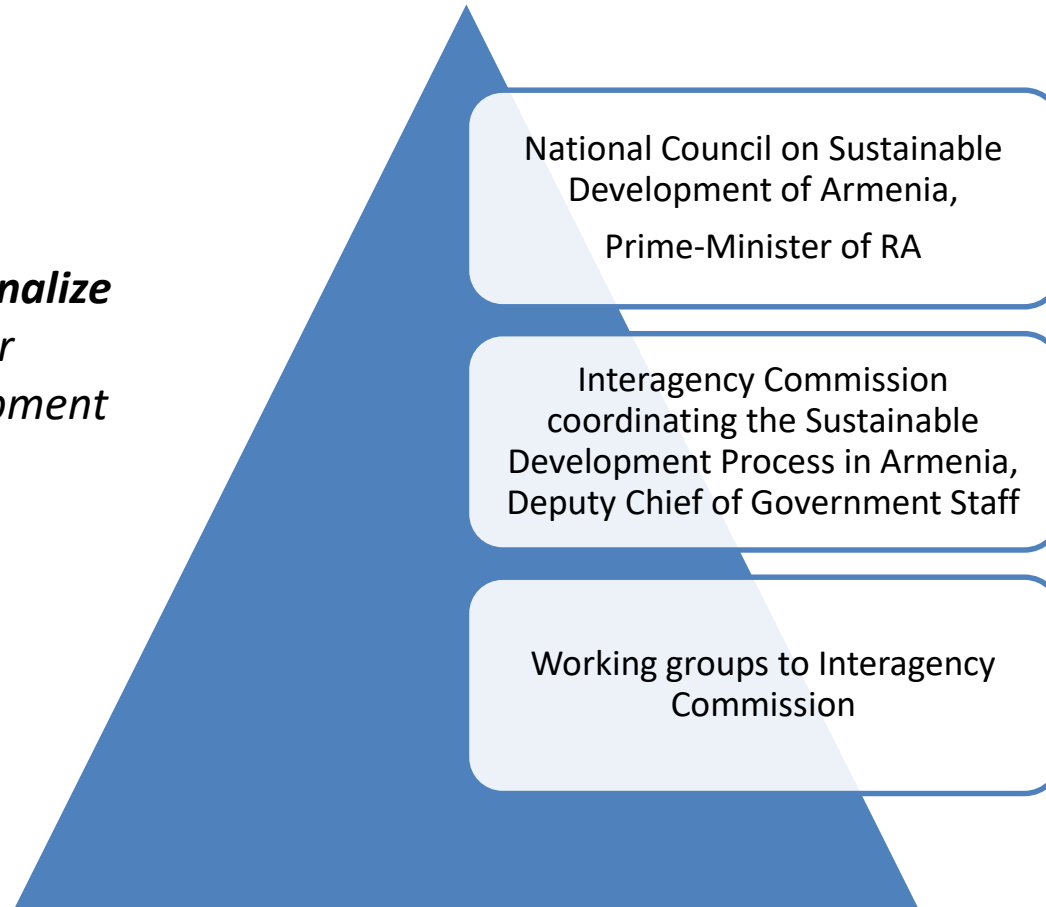 nalize
r
pment
National Council on Sustainable
Development of Armenia,
Prime-Minister of RA
Interagency Commission
coordinating the Sustainable
Development Process in Armenia,
Deputy Chief of Government Staff
Working groups to Interagency
Commission